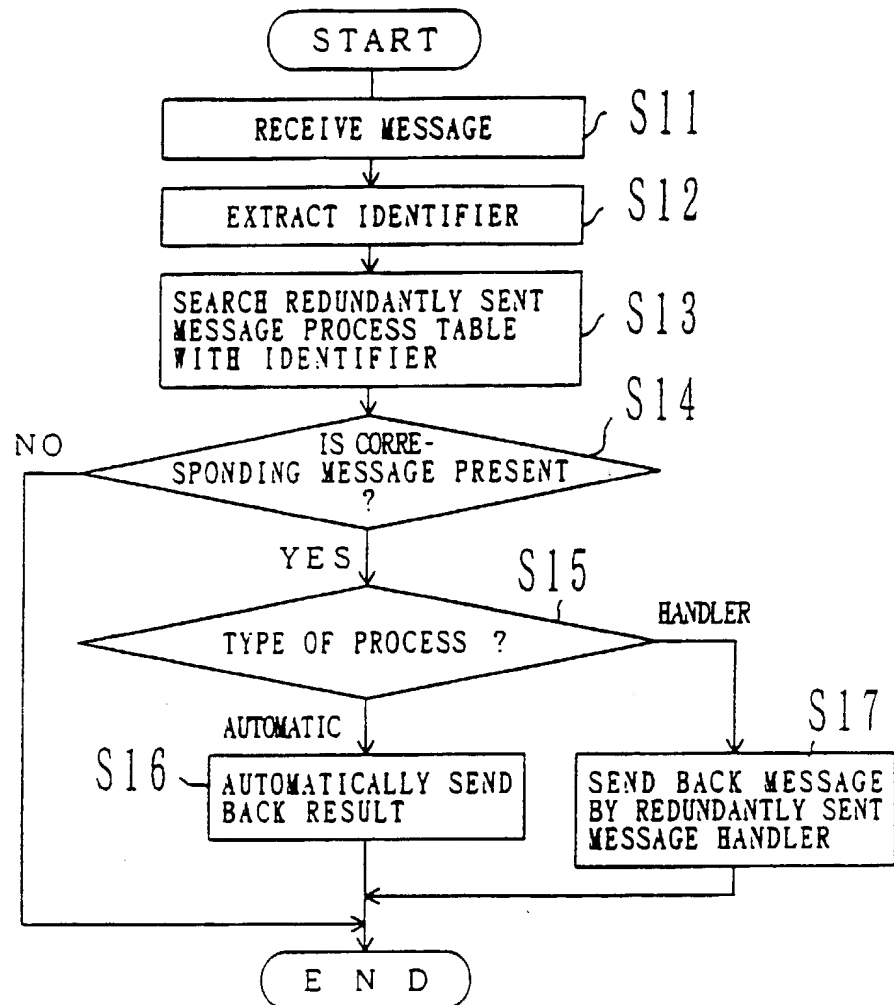 START
RECEIVE MESSAGE
S11
EXTRACT IDENTIFIER
S12
SEARCH REDUNDANTLY SENT
MESSAGE PROCESS TABLE
WITH IDENTIFIER
S13
S14
NO
IS CORRE-
SPONDING MESSAGE PRESENT
?
YES
S15
TYPE OF PROCESS ?
HANDLER
AUTOMATIC
S16
AUTOMATICALLY SEND
BACK RESULT
S17
SEND BACK MESSAGE
BY REDUNDANTLY SENT
MESSAGE HANDLER
END